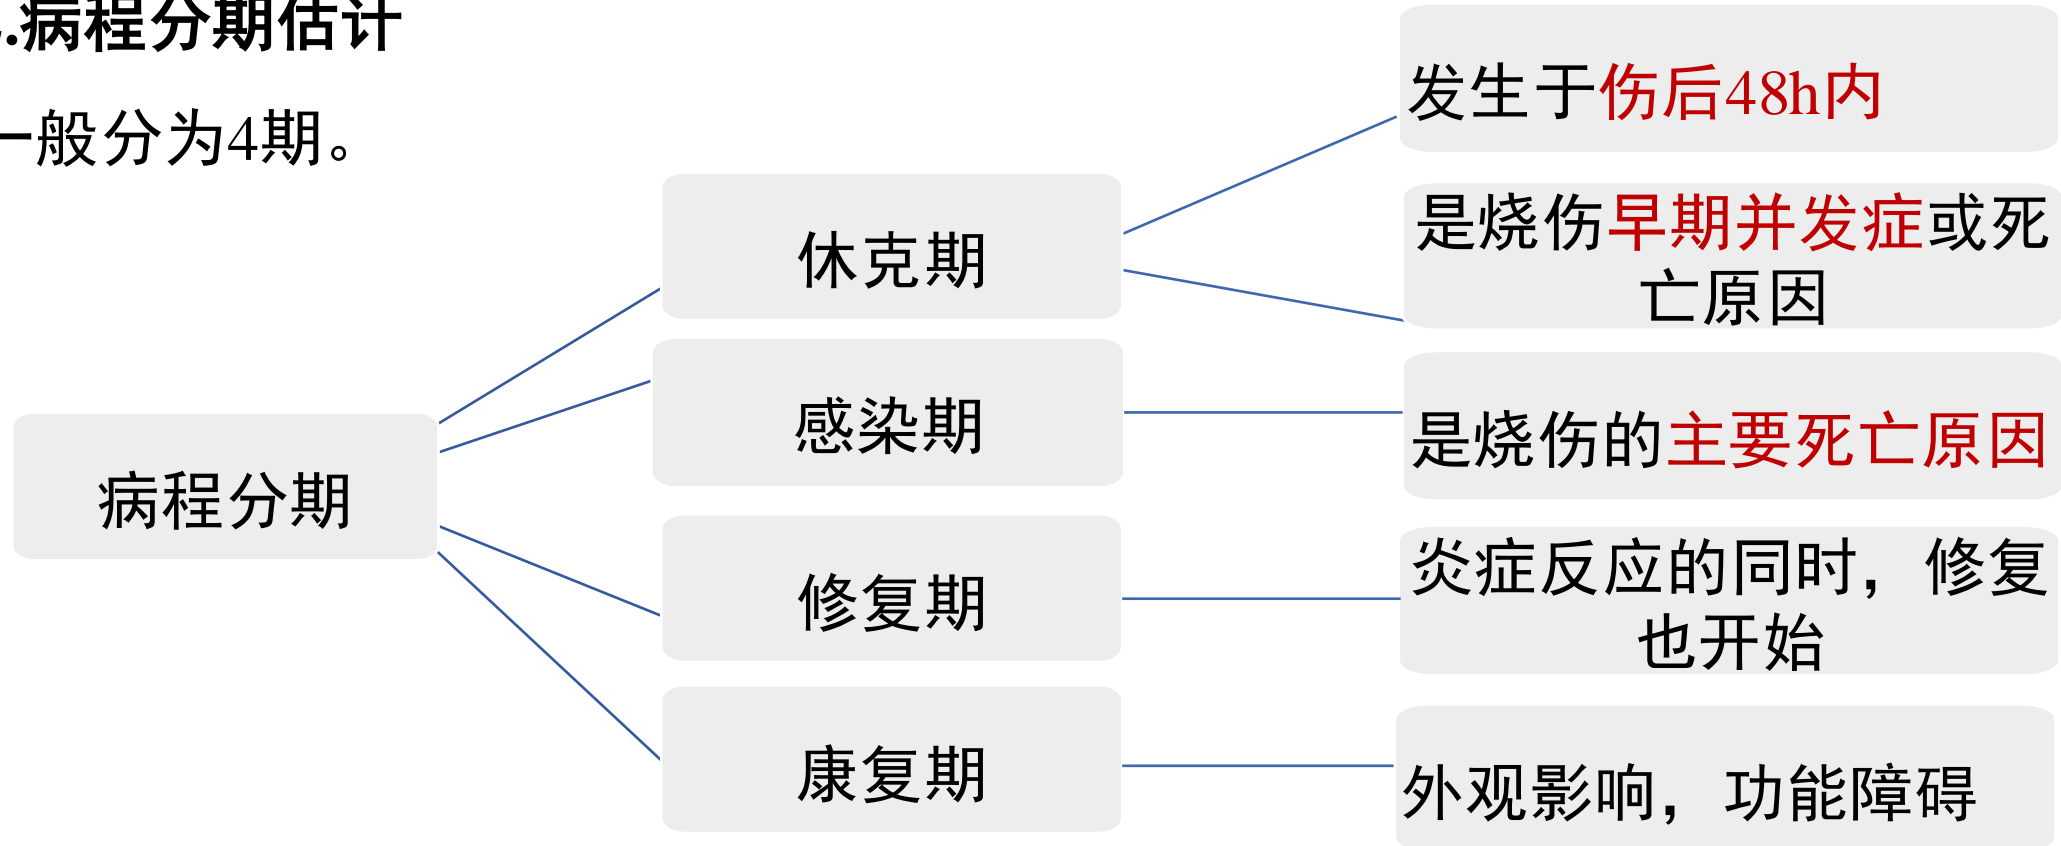 .病程分期估计
一般分为4期。
发生于伤后48h内
休克期
是烧伤早期并发症或死
亡原因
感染期
是烧伤的主要死亡原因
病程分期
修复期
炎症反应的同时，修复
也开始
康复期
外观影响，功能障碍